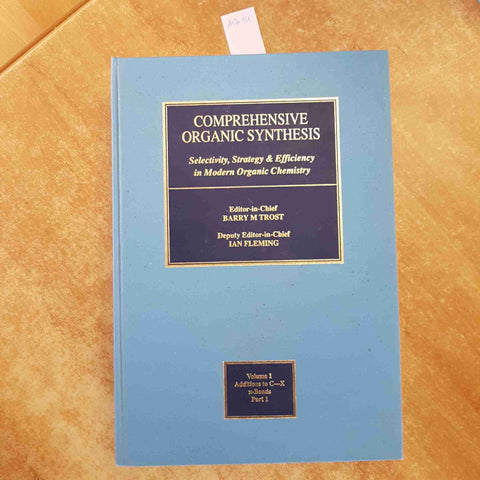 COMPREHENSIVE
ORGANIC SYNTHESIS
Selectivity, Strategy & Efficiency
in Modern Organic Chemistry
Editor-in-Chief
BARRY M TROST
Deputy Editor-in-Chief
IAN FLEMING
Volume 1
Additions to C—X
π-Bonds
Part 1